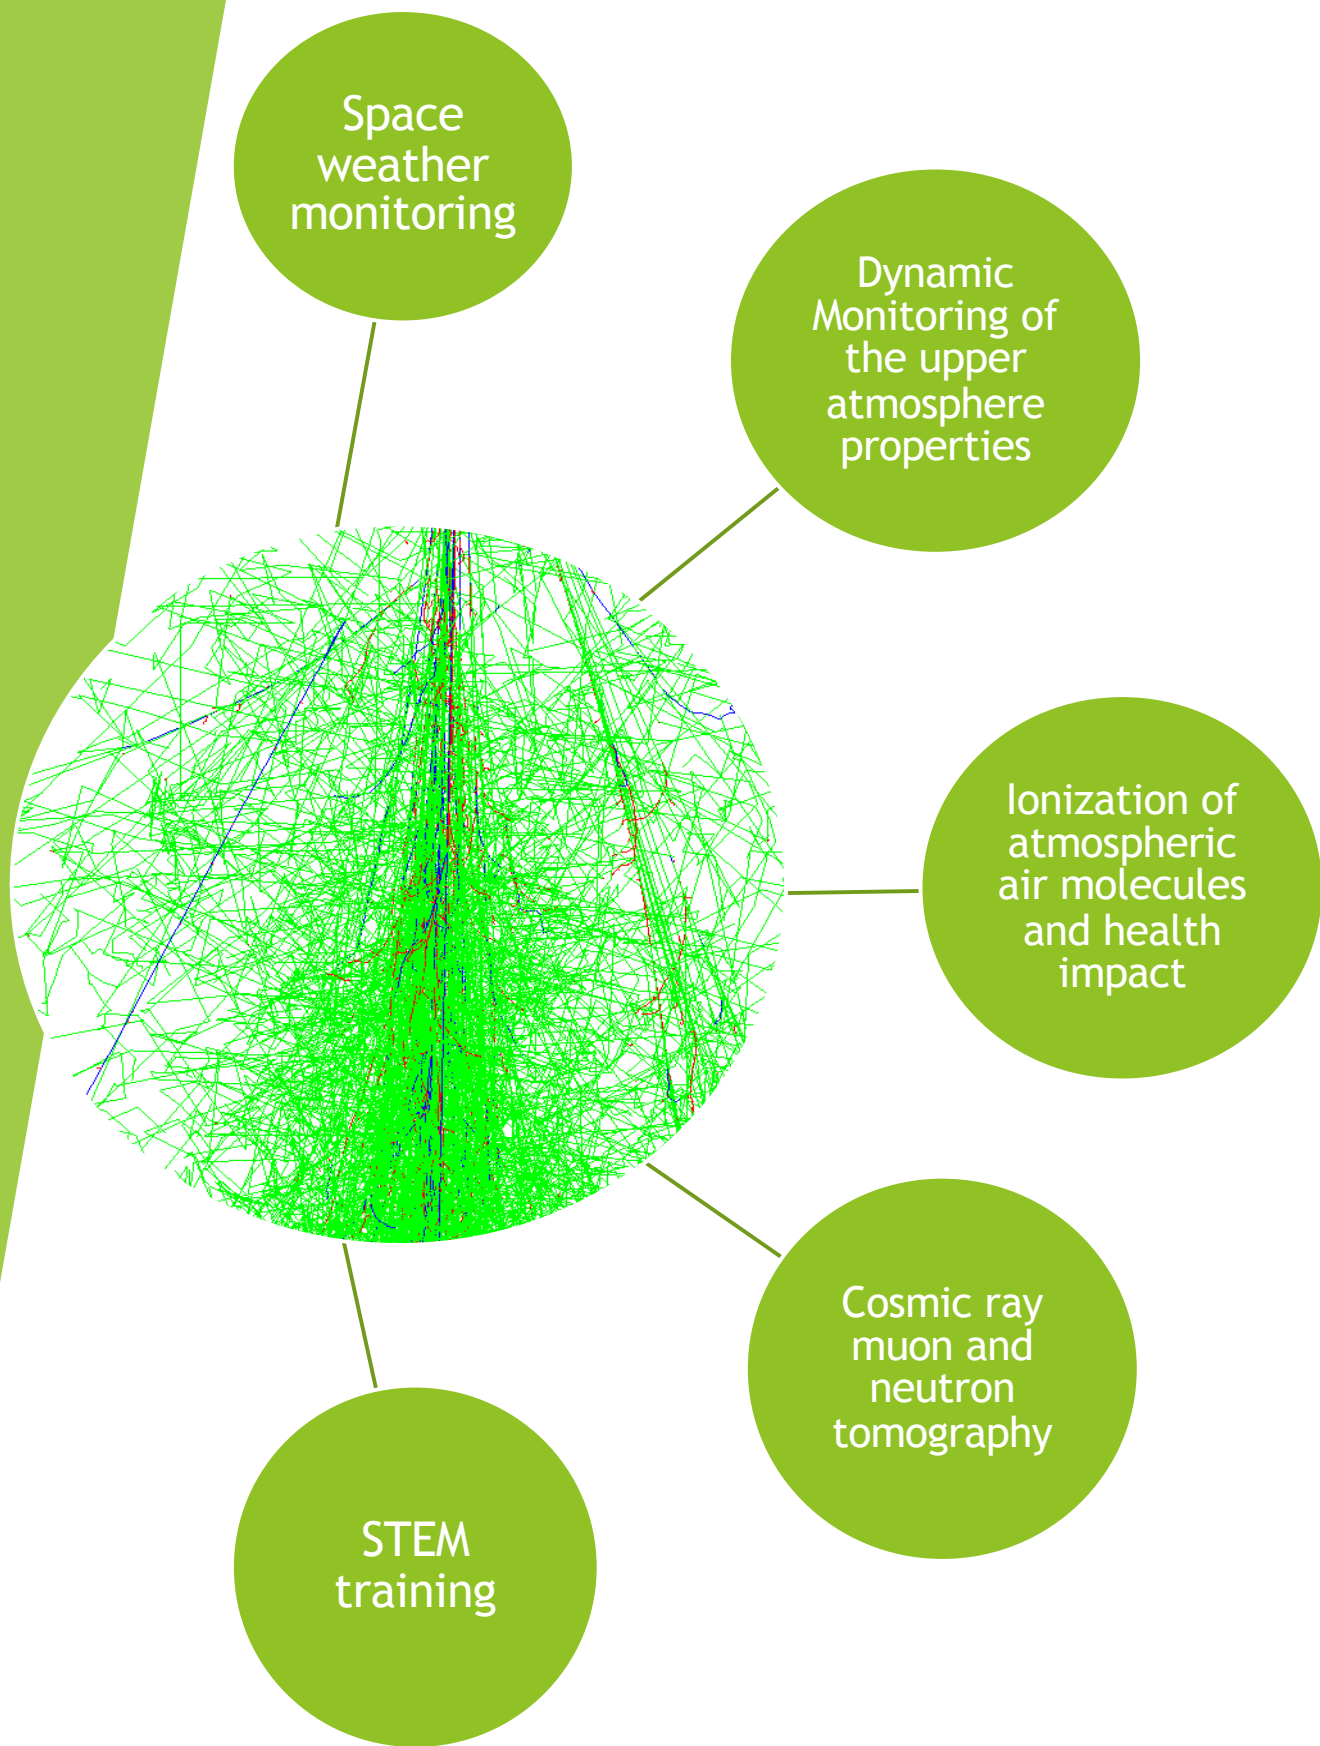 Space
weather
monitoring
Dynamic
Monitoring of
the upper
atmosphere
properties
Ionization of
atmospheric
air molecules
and health
impact
Cosmic ray
muon and
neutron
tomography
STEM
training